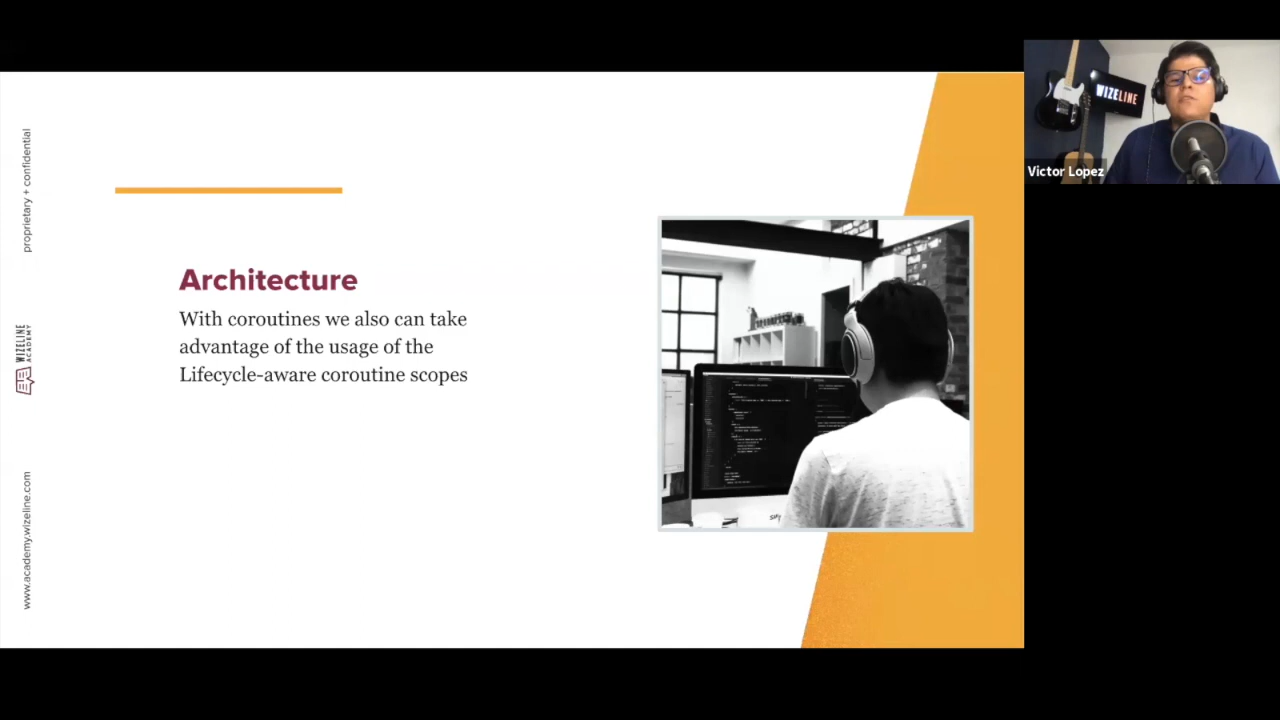 proprietary + confidential
WIZELINE
ACADEMY
www.academy.wizeline.com
Architecture
With coroutines we also can take
advantage of the usage of the
Lifecycle-aware coroutine scopes
WIZELINE
Victor Lopez